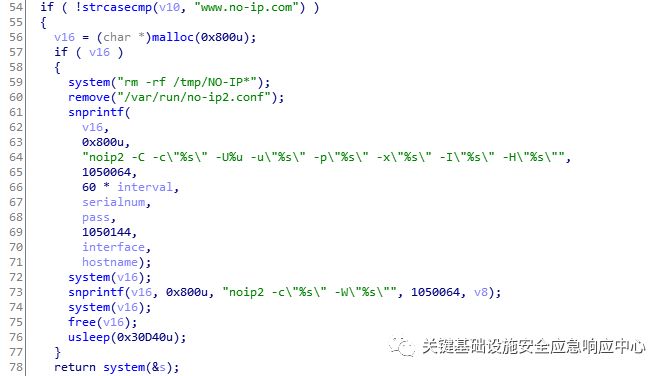 54 if ( !strcasecmp(v10, "www.no-ip.com") )
55 {
56 v16 = (char *)malloc(0x800u);
57 if ( v16 )
58 {
59 system("rm -rf /tmp/NO-IP*");
60 remove("/var/run/no-ip2.conf");
61 snprintf(
62 v16,
63 0x800u,
64 "noip2 -C -c\"%s\" -U%u -u\"%s\" -p\"%s\" -x\"%s\" -I\"%s\" -H\"%s\"",
65 1050064,
66 60 * interval,
67 serialnum,
68 pass,
69 1050144,
70 interface,
71 hostname);
72 system(v16);
73 snprintf(v16, 0x800u, "noip2 -c\"%s\" -W\"%s\"", 1050064, v8);
74 system(v16);
75 free(v16);
76 usleep(0x30D40u);
77 }
78 return system(&s);
关键基础设施安全应急响应中心